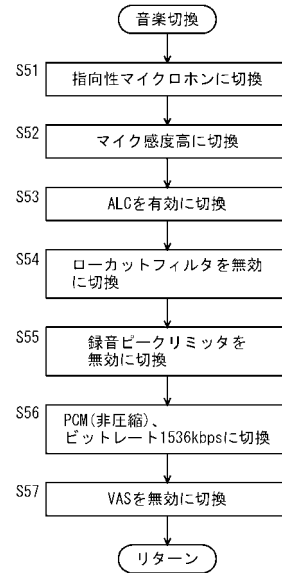 音楽切換
S51
指向性マイクロホンに切換
S52
マイク感度高に切換
S53
ALCを有効に切換
S54
ローカットフィルタを無効
に切換
S55
録音ピークリミッタを
無効に切換
S56
PCM(非圧縮)、
ビットレート1536kbpsに切換
S57
VASを無効に切換
リターン